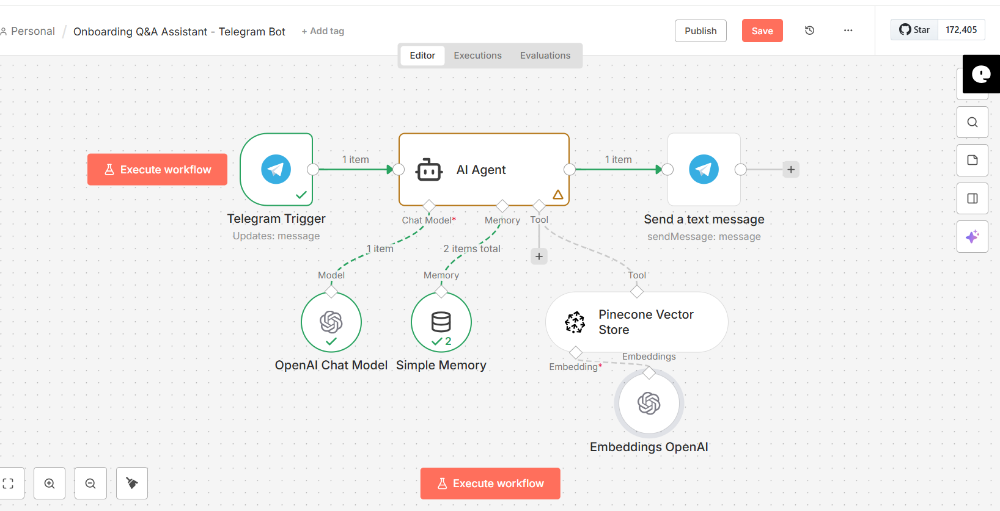 Personal / Onboarding Q&A Assistant - Telegram Bot + Add tag
Publish
Save
Star 172,405
Editor Executions Evaluations
Execute workflow
1 item
AI Agent
1 item
Telegram Trigger
Updates: message
Chat Model*
Memory
Tool
Send a text message
sendMessage: message
1 item
2 items total
Model
Memory
Tool
Pinecone Vector
Store
2
OpenAI Chat Model
Simple Memory
Embedding*
Embeddings
Embeddings OpenAI
Execute workflow